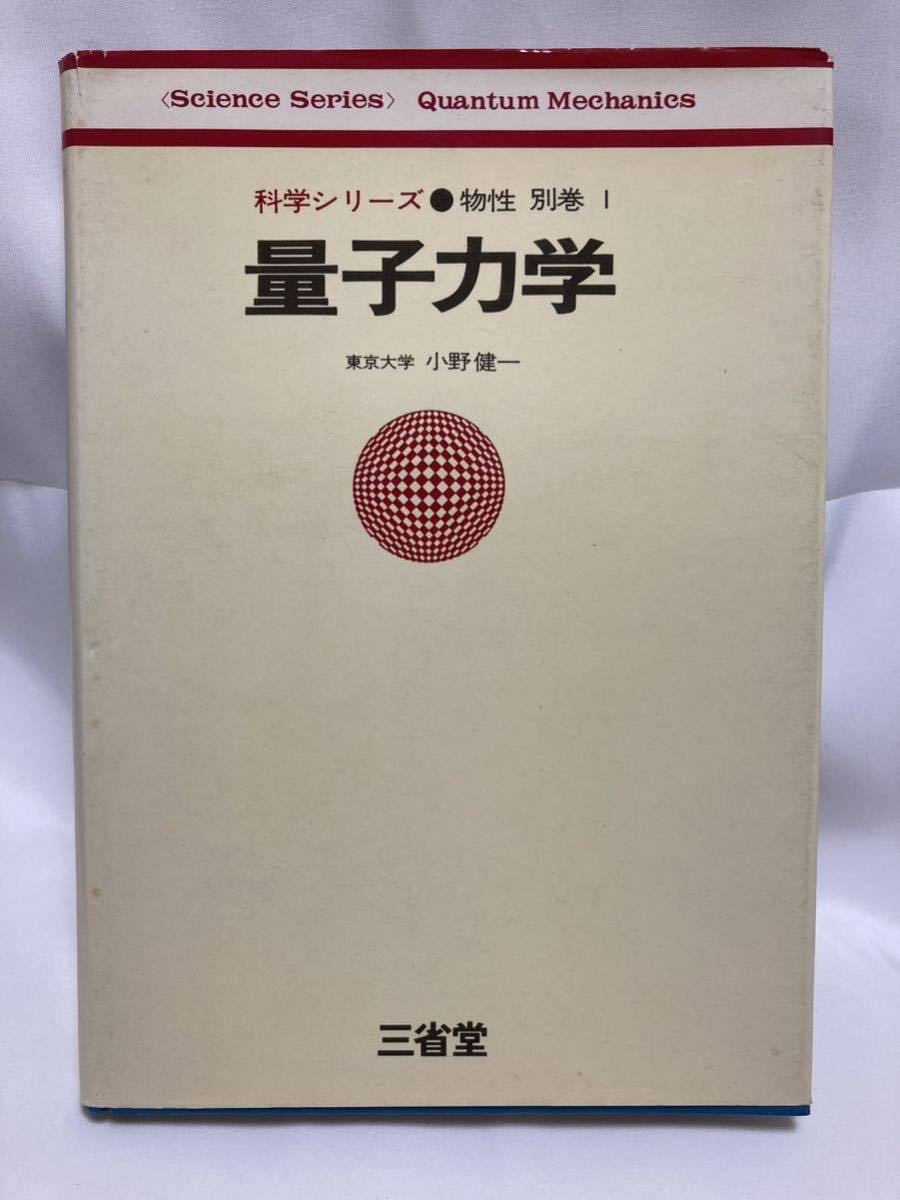 〈Science Series〉 Quantum Mechanics
科学シリーズ●物性 別巻 I
量子力学
東京大学 小野健一
三省堂